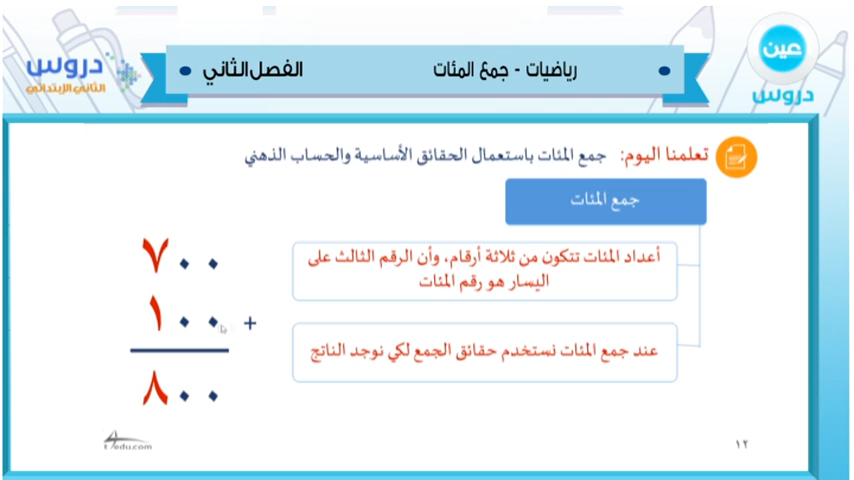 عين
دروس
رياضيات - جمع المئات
الفصل الثاني
دروس
الثاني الإبتدائي
تعلمنا اليوم: جمع المئات باستعمال الحقائق الأساسية والحساب الذهني
جمع المئات
أعداد المئات تتكون من ثلاثة أرقام، وأن الرقم الثالث على
اليسار هو رقم المئات
عند جمع المئات نستخدم حقائق الجمع لكي نوجد الناتج
٧٠٠
١٠٠ +
٨٠٠
١٢
t4edu.com